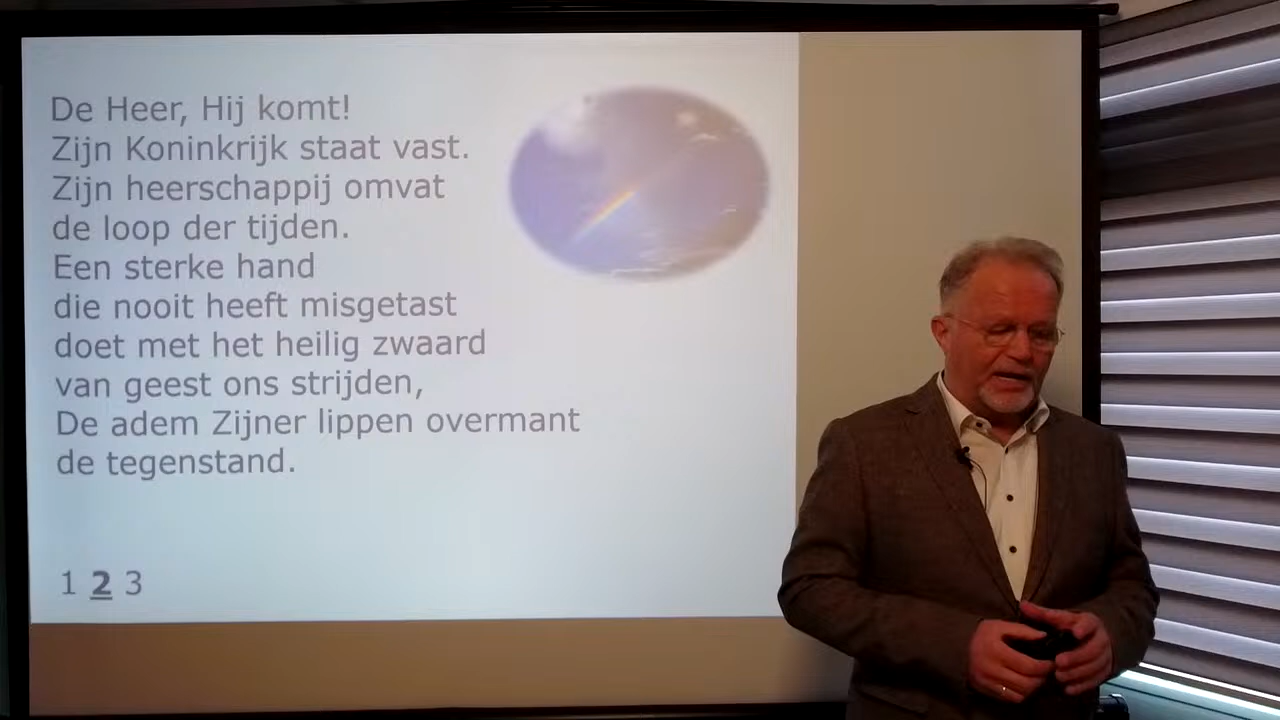 De Heer, Hij komt!
Zijn Koninkrijk staat vast.
Zijn heerschappij omvat
de loop der tijden.
Een sterke hand
die nooit heeft misgetast
doet met het heilig zwaard
van geest ons strijden,
De adem Zijner lippen overmant
de tegenstand.
1 2 3